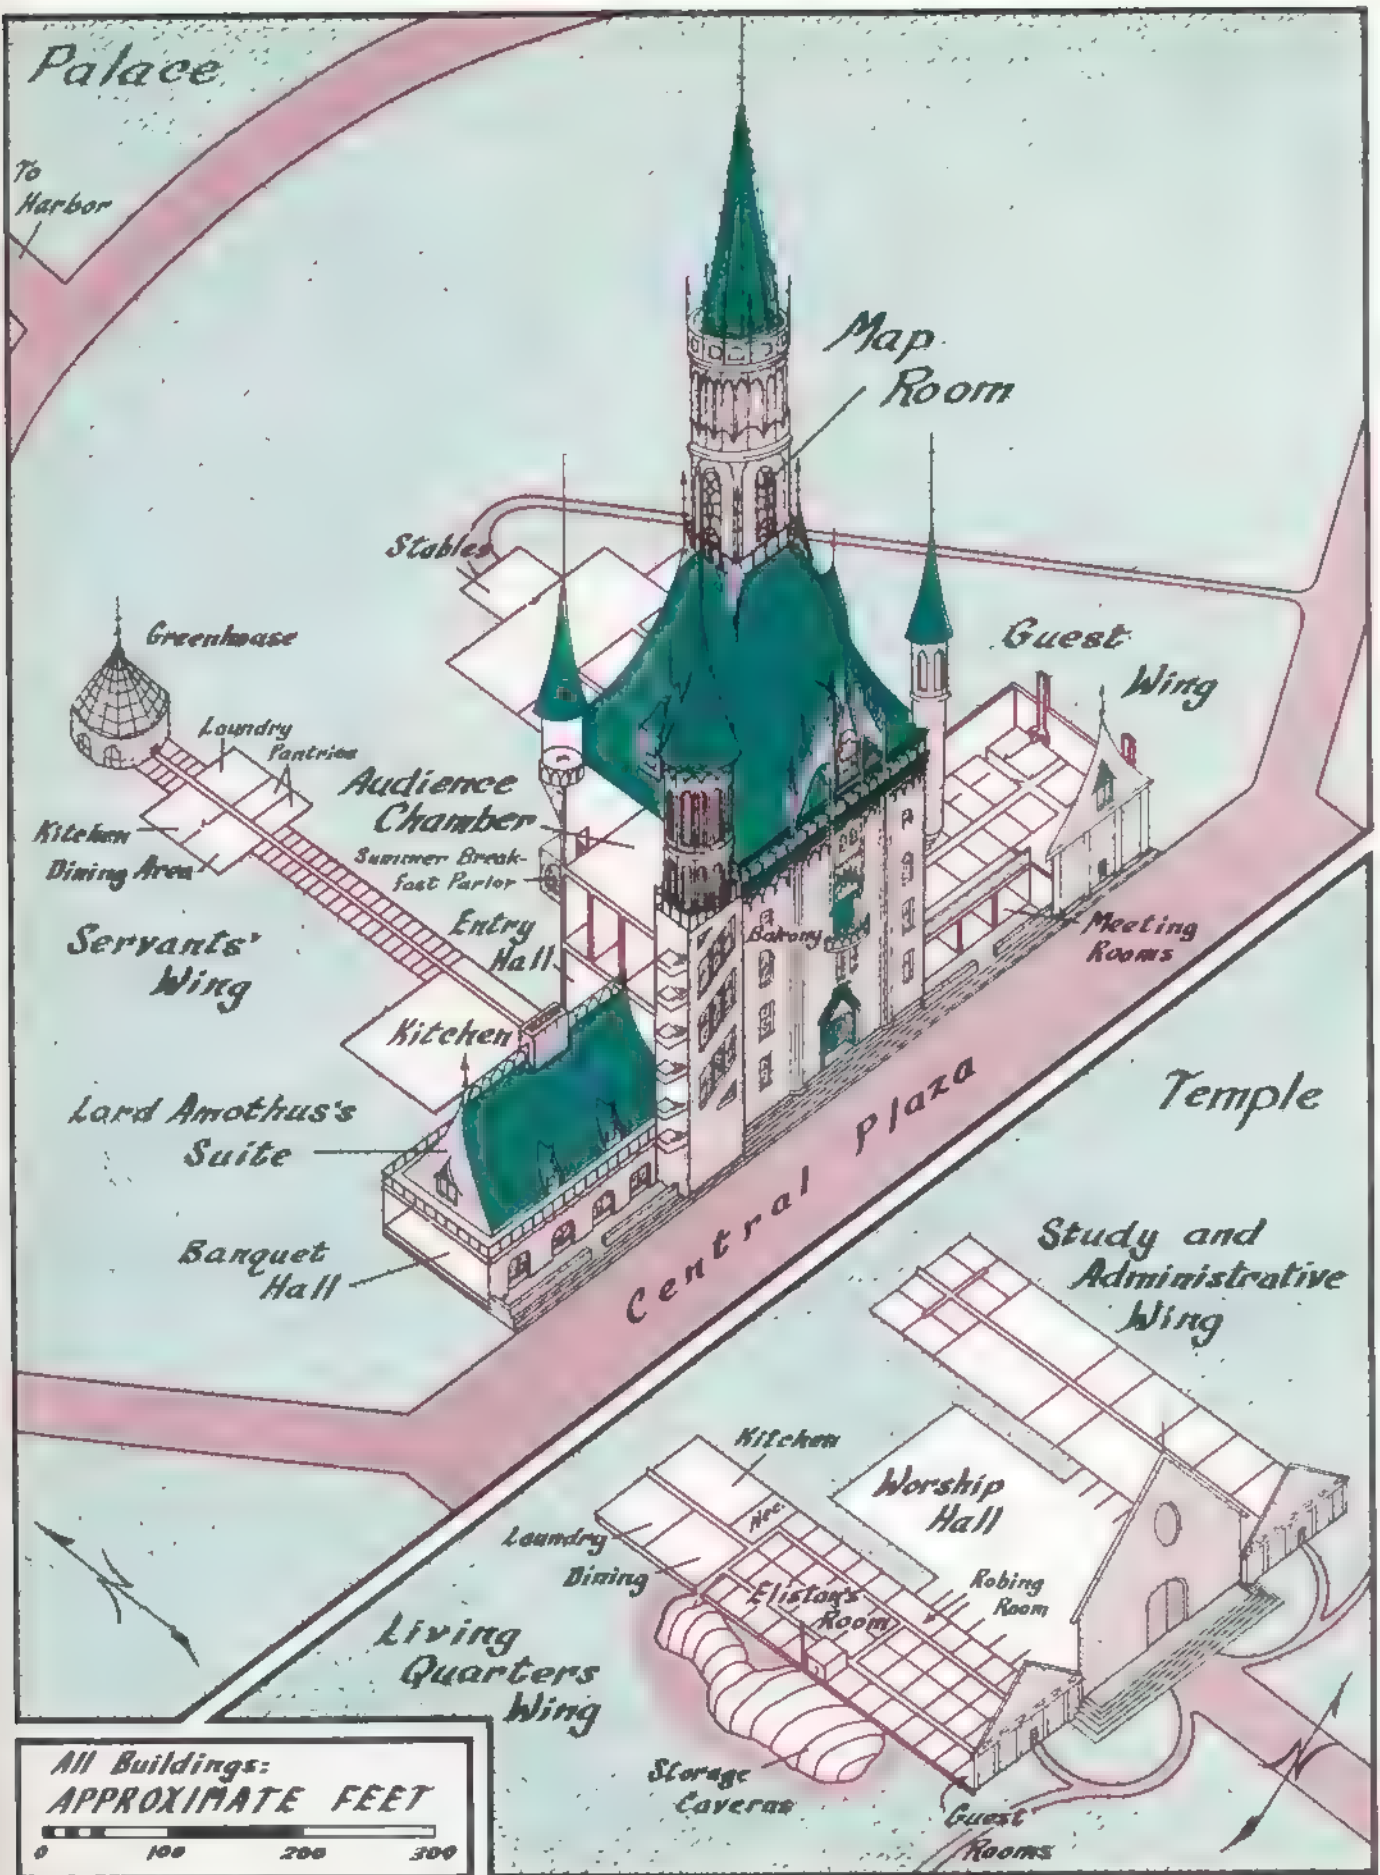 Palace
To
Harbor
Map
Room
Stables
Greenhouse
Guest
Wing
Laundry
Pantries
Audience
Chamber
Kitchen
Dining Area
Summer Break-
fast Parlor
Entry
Hall
Balcony
Meeting
Rooms
Servants'
Wing
Kitchen
Lord Amothus's
Suite
Central Plaza
Temple
Banquet
Hall
Study and
Administrative
Wing
Kitchen
Worship
Hall
Rec.
Laundry
Dining
Elistan's
Room
Robing
Room
Living
Quarters
Wing
Storage
Caverns
Guest
Rooms
N
N
All Buildings:
APPROXIMATE FEET
0 100 200 300